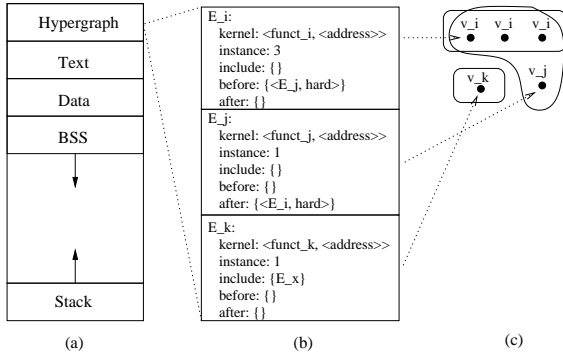 Hypergraph
Text
Data
BSS
Stack
(a)
E_i:
kernel: <funct_i, <address>>
instance: 3
include: {}
before: {<E_j, hard>}
after: {}
E_j:
kernel: <funct_j, <address>>
instance: 1
include: {}
before: {}
after: {<E_i, hard>}
E_k:
kernel: <funct_k, <address>>
instance: 1
include: {E_x}
before: {}
after: {}
(b)
v_i v_i v_i
v_k
v_j
(c)